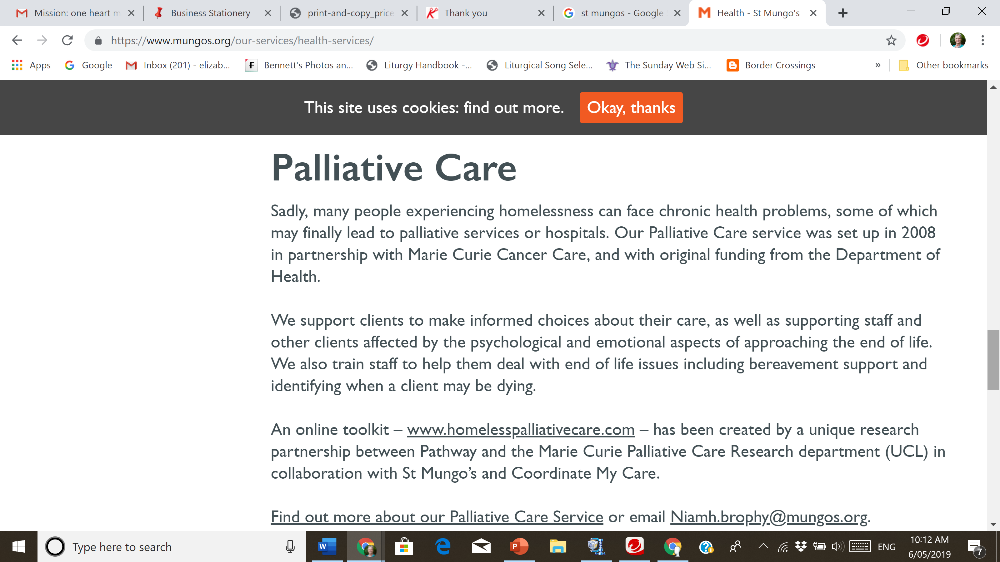 Mission: one heart m
Business Stationery
print-and-copy_price
Thank you
st mungos - Google
Health - St Mungo's
https://www.mungos.org/our-services/health-services/
Apps
Google
Inbox (201) - elizab...
Bennett's Photos an...
Liturgy Handbook -...
Liturgical Song Sele...
The Sunday Web Si...
Border Crossings
»
Other bookmarks
This site uses cookies: find out more.
Okay, thanks
Palliative Care
Sadly, many people experiencing homelessness can face chronic health problems, some of which
may finally lead to palliative services or hospitals. Our Palliative Care service was set up in 2008
in partnership with Marie Curie Cancer Care, and with original funding from the Department of
Health.
We support clients to make informed choices about their care, as well as supporting staff and
other clients affected by the psychological and emotional aspects of approaching the end of life.
We also train staff to help them deal with end of life issues including bereavement support and
identifying when a client may be dying.
An online toolkit – www.homelesspalliativecare.com – has been created by a unique research
partnership between Pathway and the Marie Curie Palliative Care Research department (UCL) in
collaboration with St Mungo’s and Coordinate My Care.
Find out more about our Palliative Care Service or email Niamh.brophy@mungos.org.
Type here to search
ENG
10:12 AM
6/05/2019
7